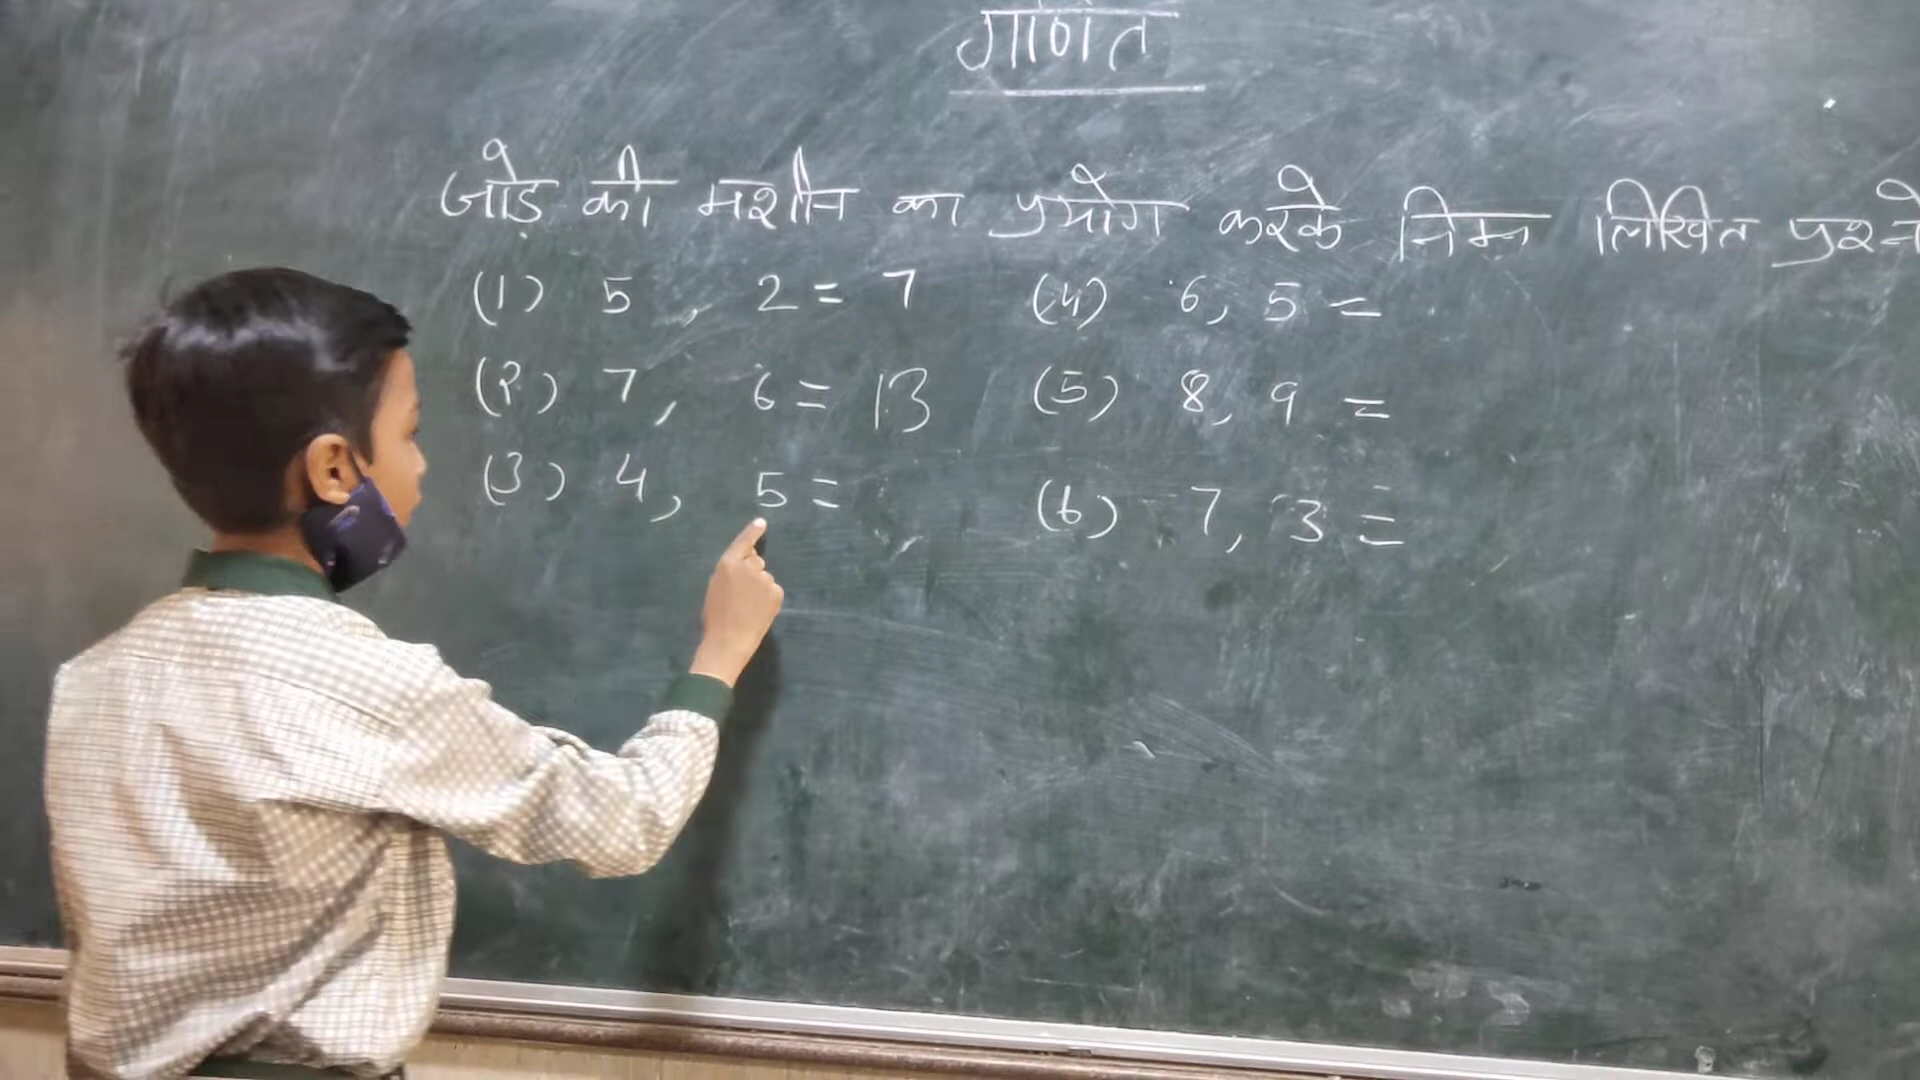 गणित
जोड़ की मशीन का प्रयोग करके निम्न लिखित प्रश्नो
(1) 5 , 2 = 7 (4) 6, 5 =
(2) 7, 6 = 13 (5) 8, 9 =
(3) 4, 5 = (6) 7, 3 =